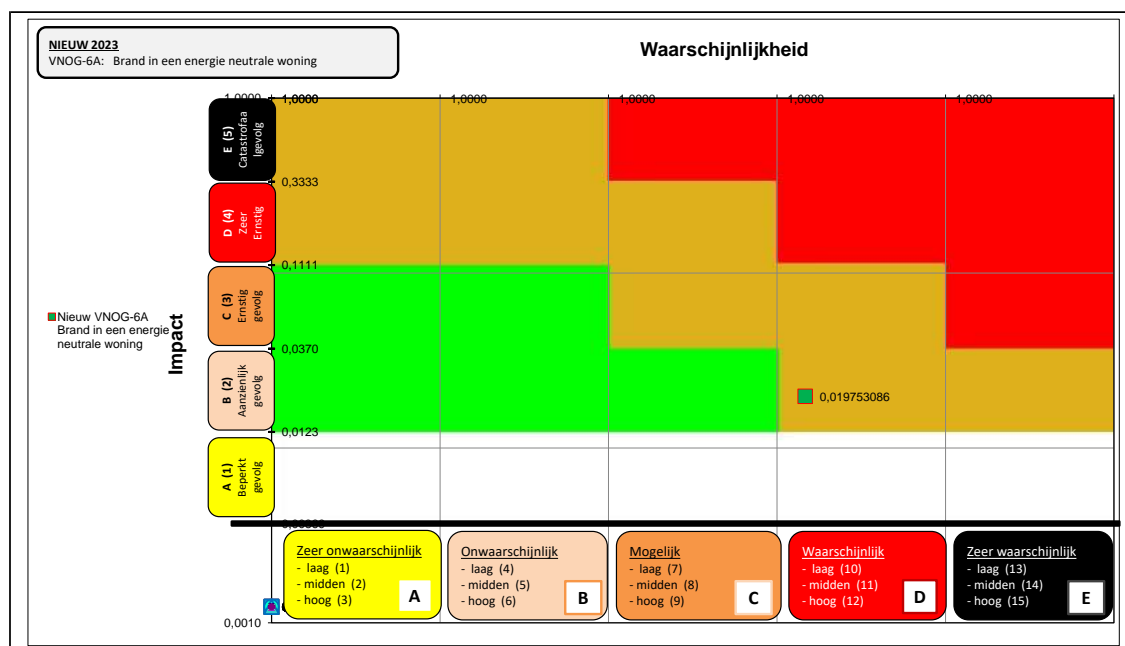 NIEUW 2023
VNOG-6A: Brand in een energie neutrale woning
Waarschijnlijkheid
1,0000
1,0000
1,0000
1,0000
1,0000
1,0000
E (5)
Catastrofaa
lgevolg
0,3333
D (4)
Zeer
Ernstig
0,1111
C (3)
Ernstig
gevolg
Nieuw VNOG-6A
Brand in een energie
neutrale woning
Impact
0,0370
B (2)
Aanzienlijk
gevolg
0,019753086
0,0123
A (1)
Beperkt
gevolg
Zeer onwaarschijnlijk
- laag (1)
- midden (2)
- hoog (3)
A
Onwaarschijnlijk
- laag (4)
- midden (5)
- hoog (6)
B
Mogelijk
- laag (7)
- midden (8)
- hoog (9)
C
Waarschijnlijk
- laag (10)
- midden (11)
- hoog (12)
D
Zeer waarschijnlijk
- laag (13)
- midden (14)
- hoog (15)
E
0,0010